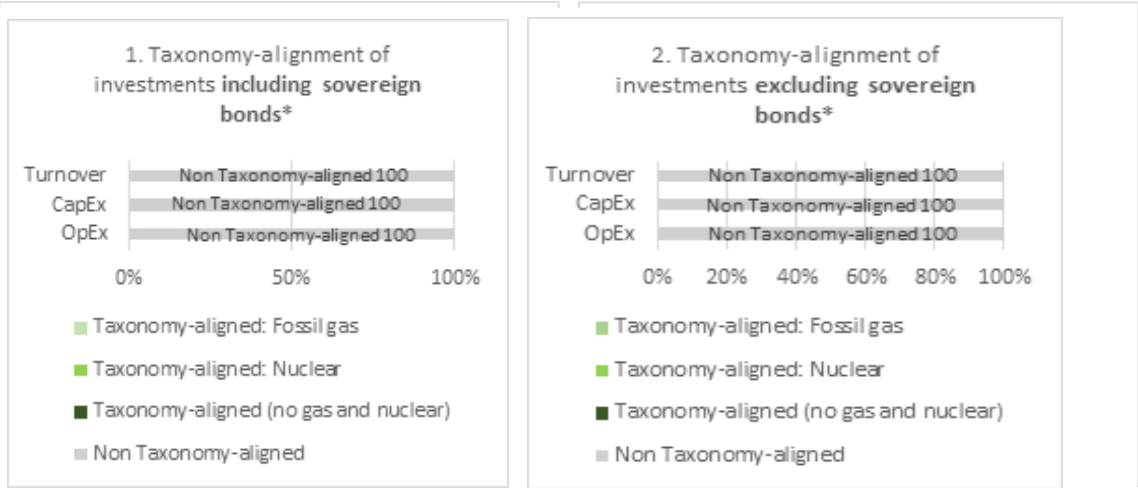 1. Taxonomy-alignment of
investments including sovereign
bonds*
Turnover
Non Taxonomy-aligned 100
CapEx
Non Taxonomy-aligned 100
OpEx
Non Taxonomy-aligned 100
0% 50% 100%
Taxonomy-aligned: Fossil gas
Taxonomy-aligned: Nuclear
Taxonomy-aligned (no gas and nuclear)
Non Taxonomy-aligned
2. Taxonomy-alignment of
investments excluding sovereign
bonds*
Turnover
Non Taxonomy-aligned 100
CapEx
Non Taxonomy-aligned 100
OpEx
Non Taxonomy-aligned 100
0% 20% 40% 60% 80% 100%
Taxonomy-aligned: Fossil gas
Taxonomy-aligned: Nuclear
Taxonomy-aligned (no gas and nuclear)
Non Taxonomy-aligned